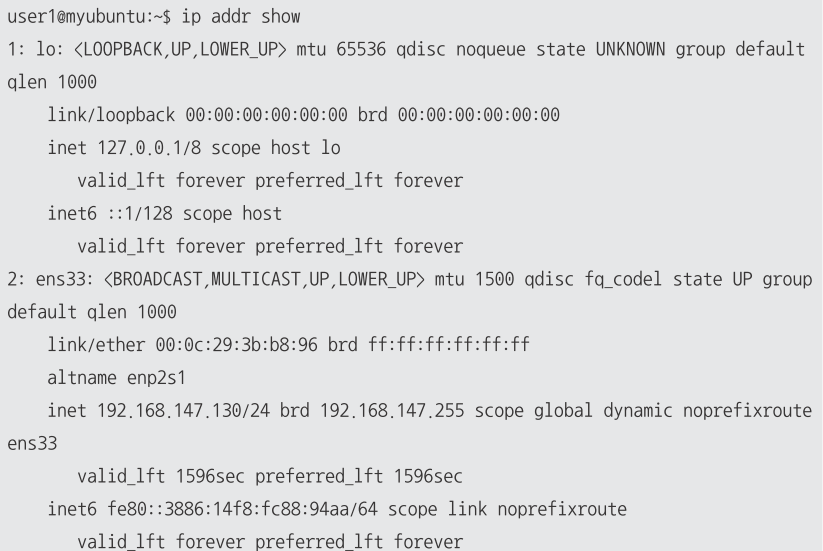 user1@myubuntu:~$ ip addr show
1: lo: <LOOPBACK,UP,LOWER_UP> mtu 65536 qdisc noqueue state UNKNOWN group default
qlen 1000
link/loopback 00:00:00:00:00:00 brd 00:00:00:00:00:00
inet 127.0.0.1/8 scope host lo
valid_lft forever preferred_lft forever
inet6 ::1/128 scope host
valid_lft forever preferred_lft forever
2: ens33: <BROADCAST,MULTICAST,UP,LOWER_UP> mtu 1500 qdisc fq_codel state UP group
default qlen 1000
link/ether 00:0c:29:3b:b8:96 brd ff:ff:ff:ff:ff:ff
altname enp2s1
inet 192.168.147.130/24 brd 192.168.147.255 scope global dynamic noprefixroute
ens33
valid_lft 1596sec preferred_lft 1596sec
inet6 fe80::3886:14f8:fc88:94aa/64 scope link noprefixroute
valid_lft forever preferred_lft forever